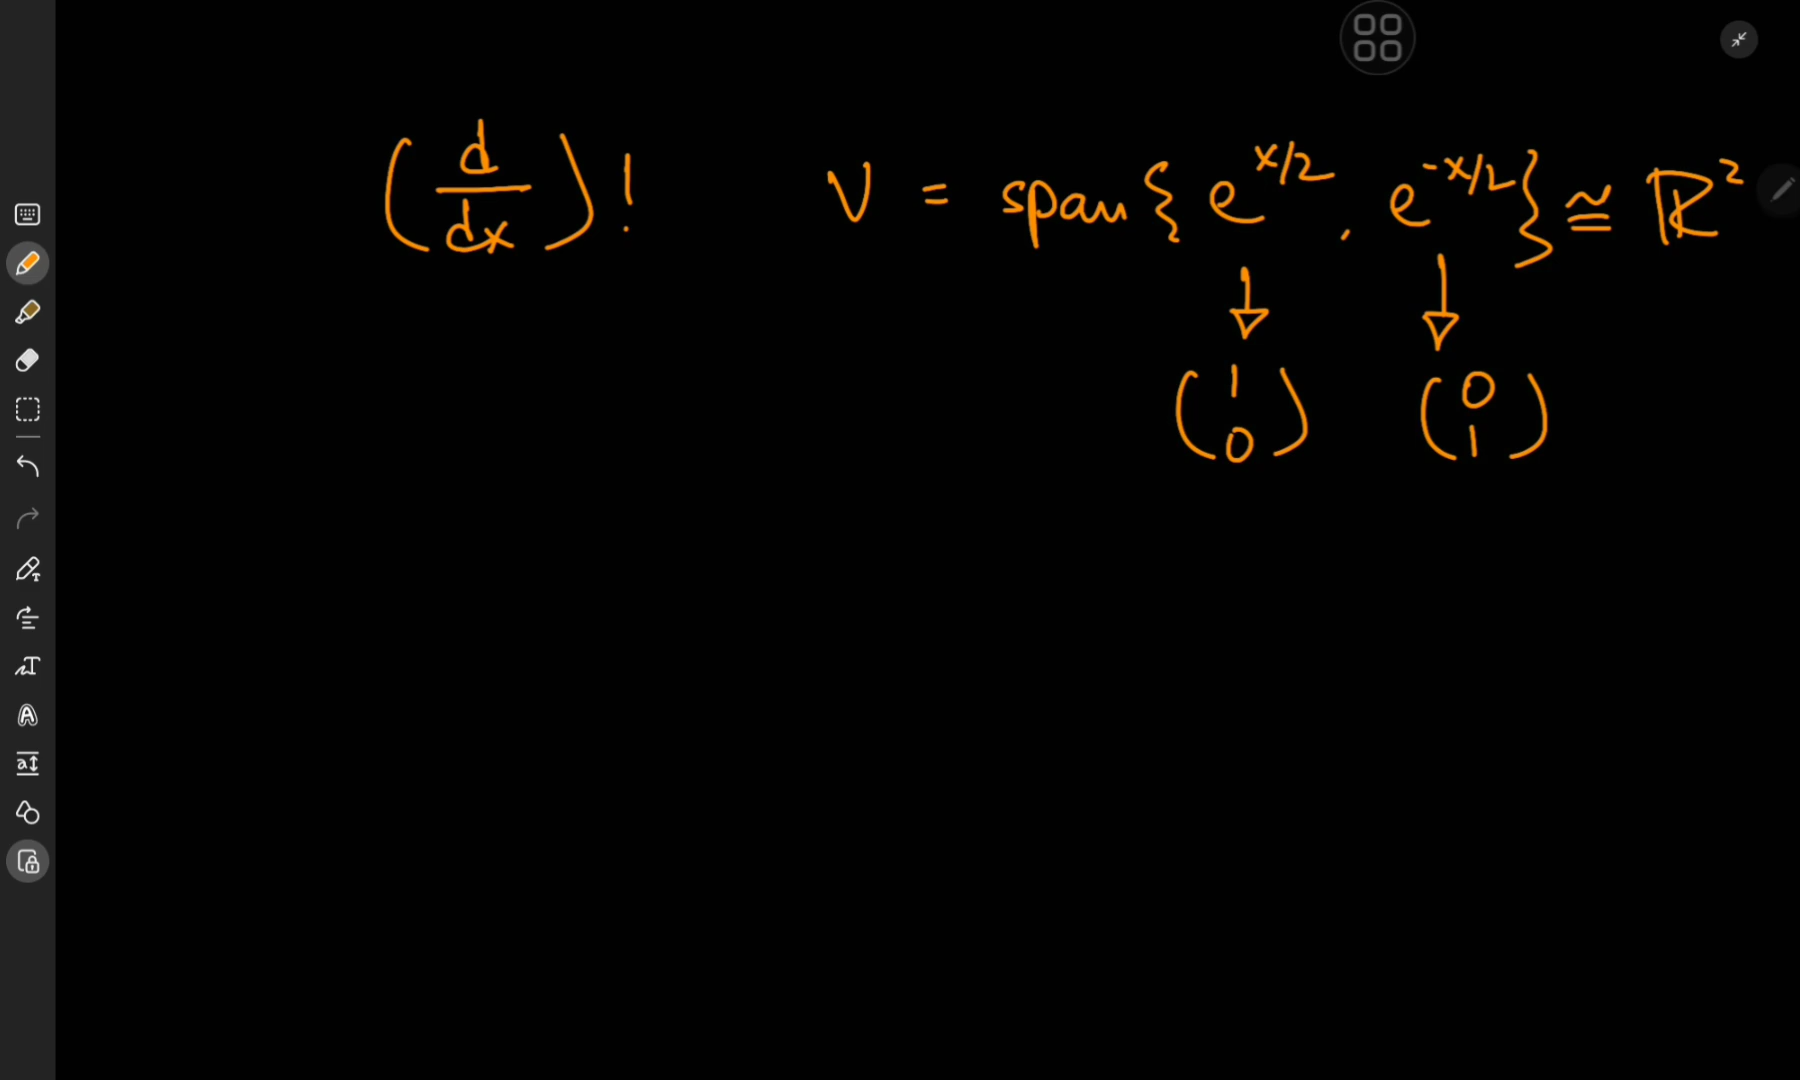 (d/dx)! V = span{e^{x/2}, e^{-x/2}} ≅ ℝ²
↓ ↓
(1 0) (0 1)